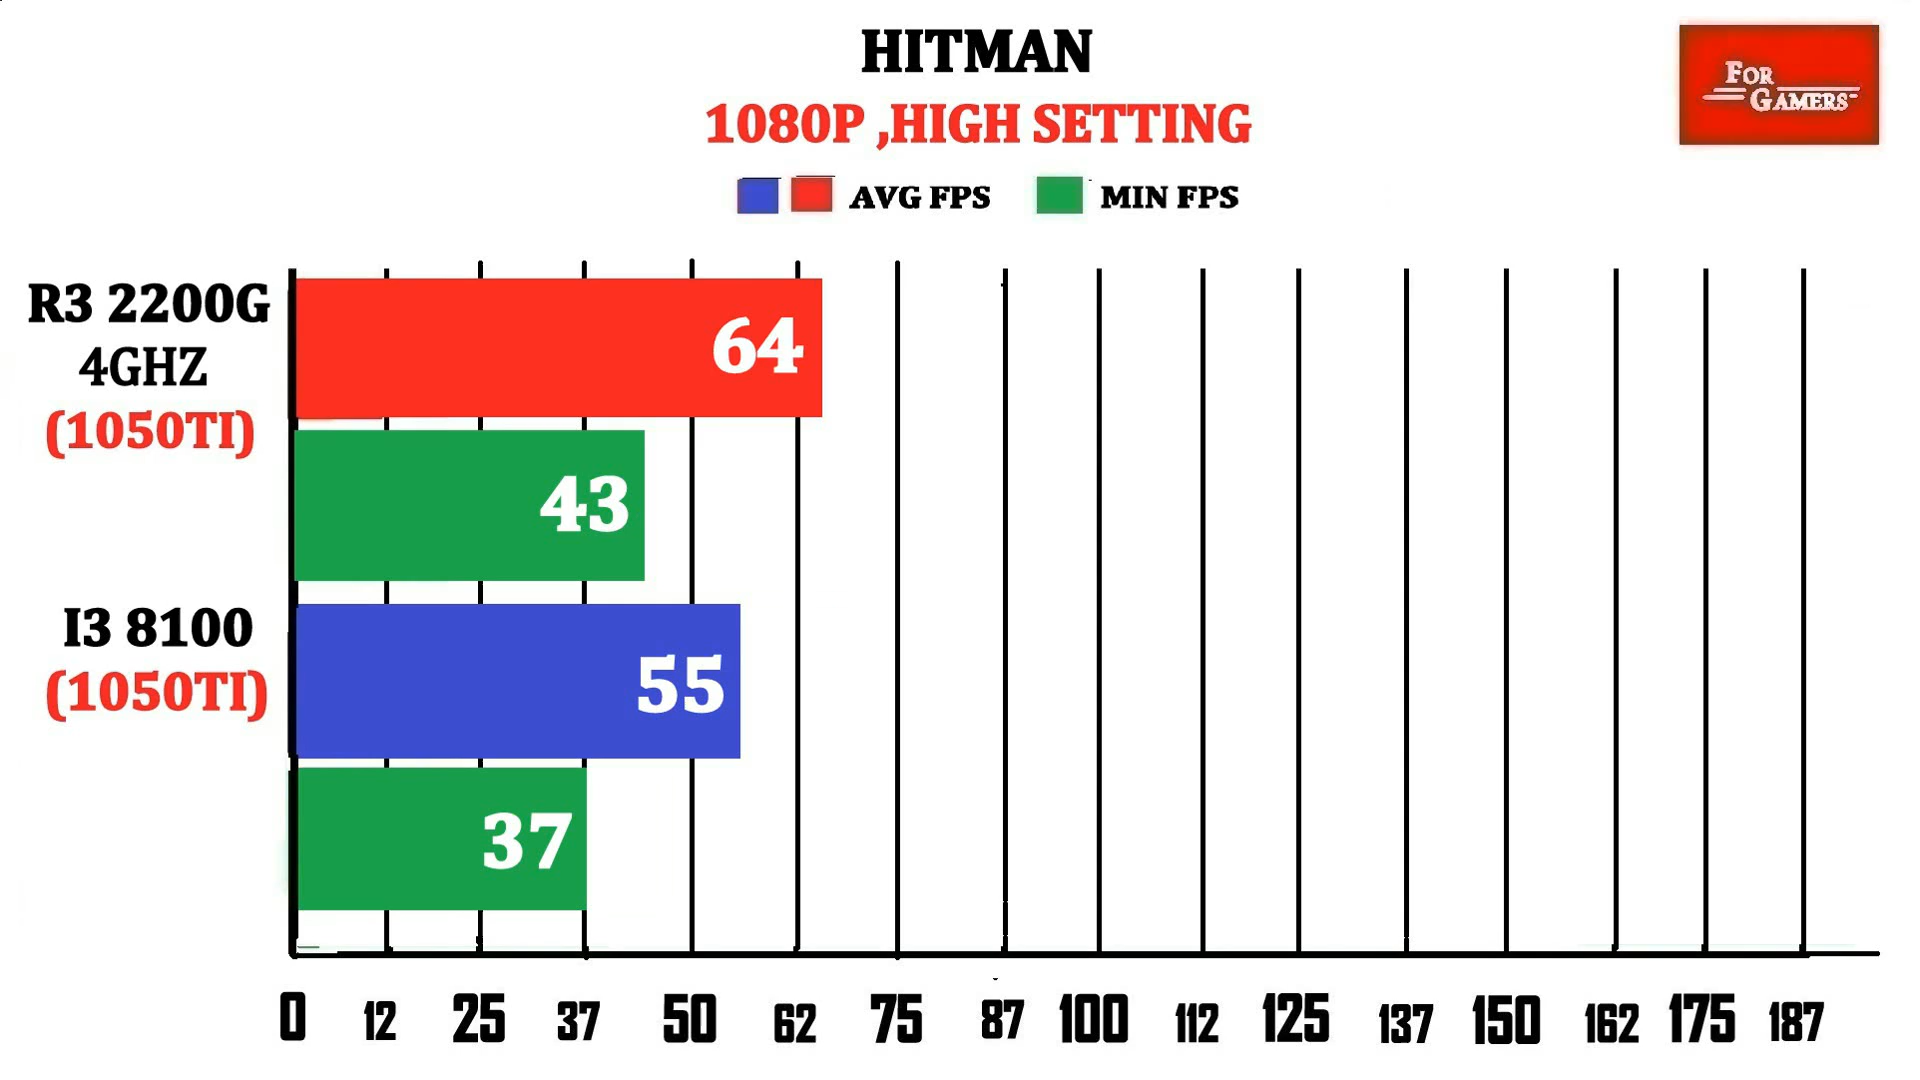 HITMAN
1080P ,HIGH SETTING
AVG FPS MIN FPS
FOR
GAMERS
R3 2200G
4GHZ
(1050TI)
64
43
I3 8100
(1050TI)
55
37
0 12 25 37 50 62 75 87 100 112 125 137 150 162 175 187